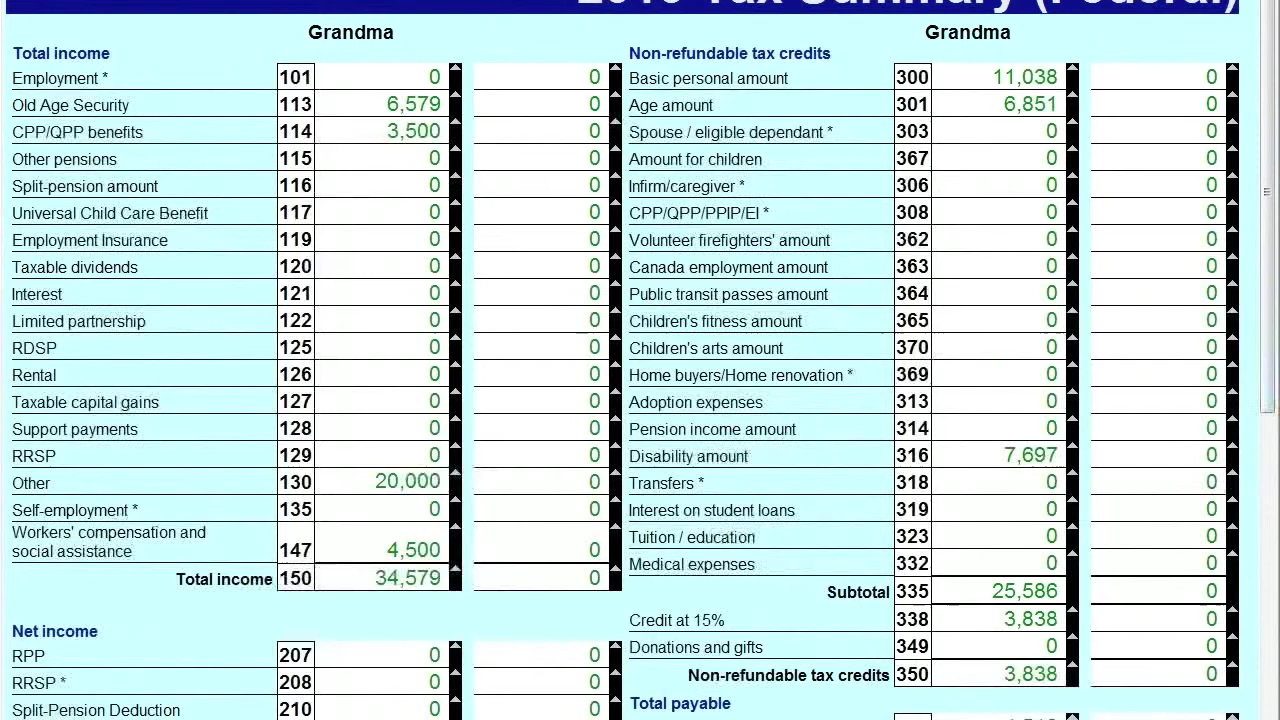 2013 Tax Summary (Federal)
Grandma
Total income
Employment * 101 0 0
Old Age Security 113 6,579 0
CPP/QPP benefits 114 3,500 0
Other pensions 115 0 0
Split-pension amount 116 0 0
Universal Child Care Benefit 117 0 0
Employment Insurance 119 0 0
Taxable dividends 120 0 0
Interest 121 0 0
Limited partnership 122 0 0
RDSP 125 0 0
Rental 126 0 0
Taxable capital gains 127 0 0
Support payments 128 0 0
RRSP 129 0 0
Other 130 20,000 0
Self-employment * 135 0 0
Workers' compensation and
social assistance 147 4,500 0
Total income 150 34,579 0
Net income
RPP 207 0 0
RRSP * 208 0 0
Split-Pension Deduction 210 0 0
Grandma
Non-refundable tax credits
Basic personal amount 300 11,038 0
Age amount 301 6,851 0
Spouse / eligible dependant * 303 0 0
Amount for children 367 0 0
Infirm/caregiver * 306 0 0
CPP/QPP/PPIP/EI * 308 0 0
Volunteer firefighters' amount 362 0 0
Canada employment amount 363 0 0
Public transit passes amount 364 0 0
Children's fitness amount 365 0 0
Children's arts amount 370 0 0
Home buyers/Home renovation * 369 0 0
Adoption expenses 313 0 0
Pension income amount 314 0 0
Disability amount 316 7,697 0
Transfers * 318 0 0
Interest on student loans 319 0 0
Tuition / education 323 0 0
Medical expenses 332 0 0
Subtotal 335 25,586 0
Credit at 15% 338 3,838 0
Donations and gifts 349 0 0
Non-refundable tax credits 350 3,838 0
Total payable